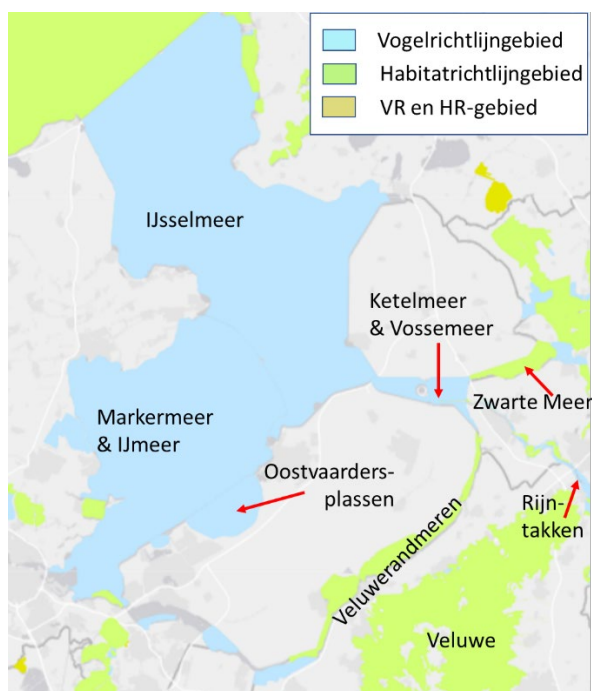 Vogelrichtlijngebied
Habitatrichtlijngebied
VR en HR-gebied
IJsselmeer
Ketelmeer
& Vossemeer
Zwarte Meer
Markermeer
& IJmeer
Oostvaarders-
plassen
Rijn-
takken
Veluwerandmeren
Veluwe